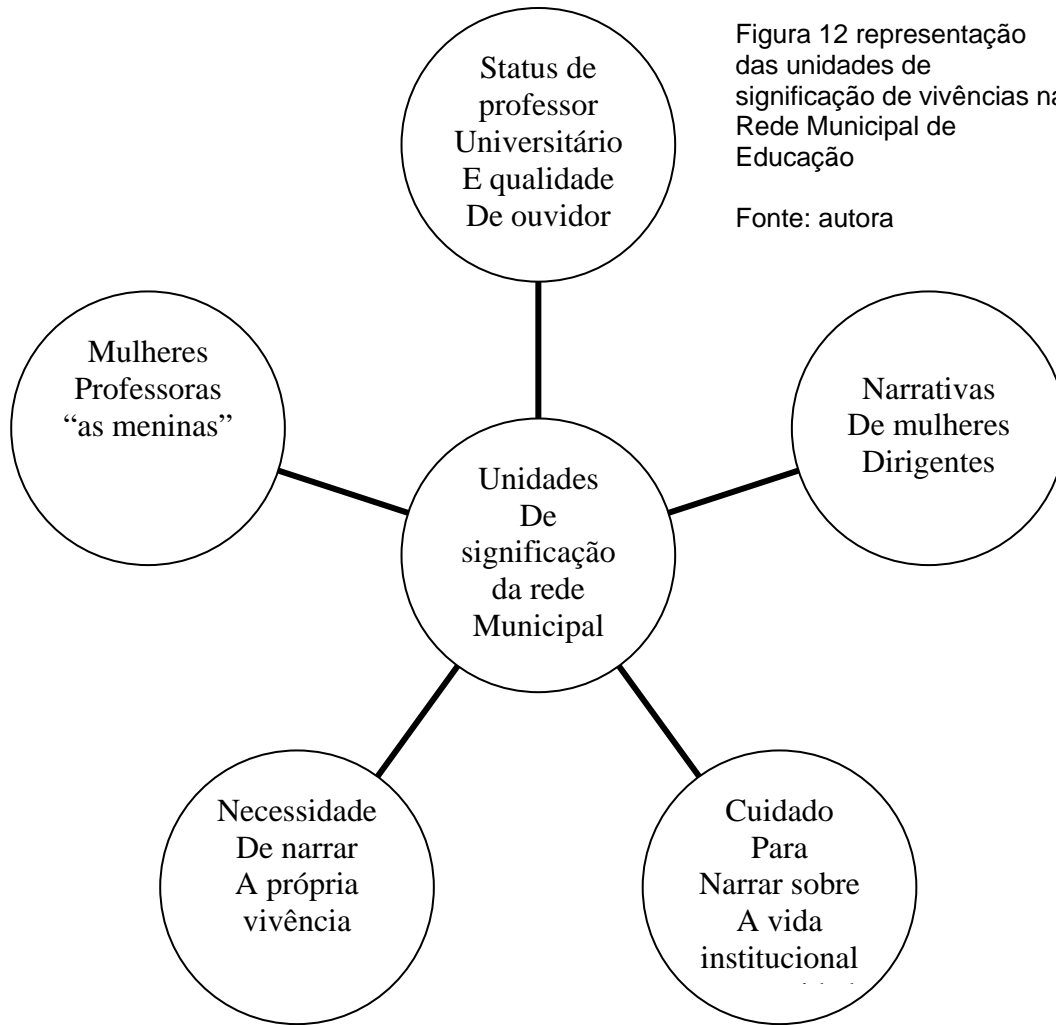 Figura 12 representação
das unidades de
significação de vivências na
Rede Municipal de
Educação
Fonte: autora
Status de
professor
Universitário
E qualidade
De ouvidor
Mulheres
Professoras
“as meninas”
Narrativas
De mulheres
Dirigentes
Unidades
De
significação
da rede
Municipal
Necessidade
De narrar
A própria
vivência
Cuidado
Para
Narrar sobre
A vida
institucional